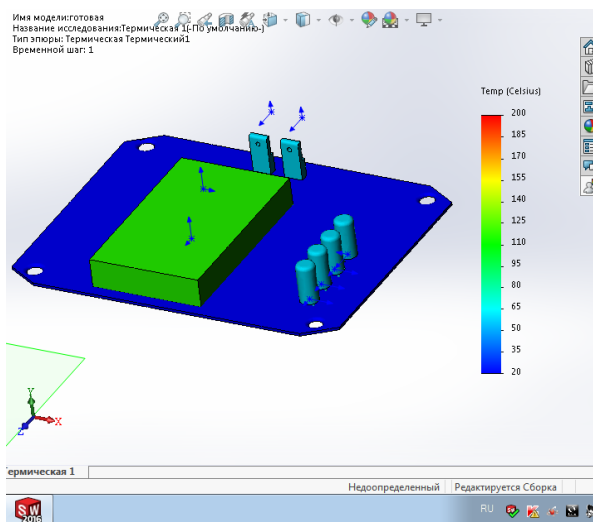 Имя модели:готовая
Название исследования:Термическая 1(-По умолчанию-)
Тип эпюры: Термическая Термический1
Временной шаг: 1
Temp (Celsius)
200
185
170
155
140
125
110
95
80
65
50
35
20
Y
X
Z
ермическая 1
Недоопределенный
Редактируется Сборка
SW
2016
RU